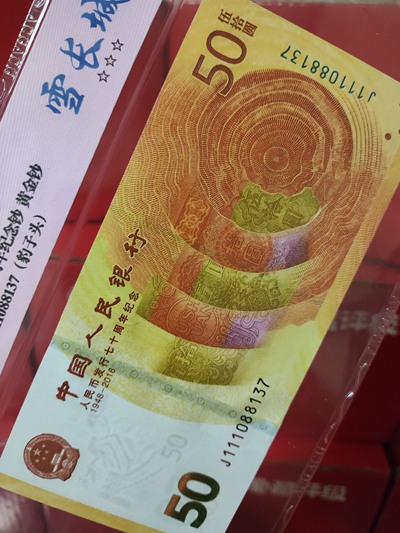 雪长城
☆☆☆
年纪念钞 黄金钞
111088137 (豹子头)
50 伍拾圆
J111088137
中国人民银行
人民币发行七十周年纪念
1948-2018
J111088137
50
50